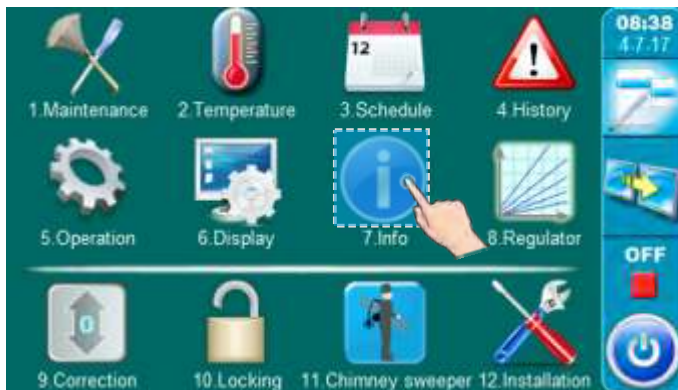 08:38
4.7.17
12
1.Maintenance 2.Temperature 3.Schedule 4.History
5.Operation 6.Display 7.Info 8.Regulator
OFF
0
9.Correction 10.Locking 11.Chimney sweeper 12.Installation